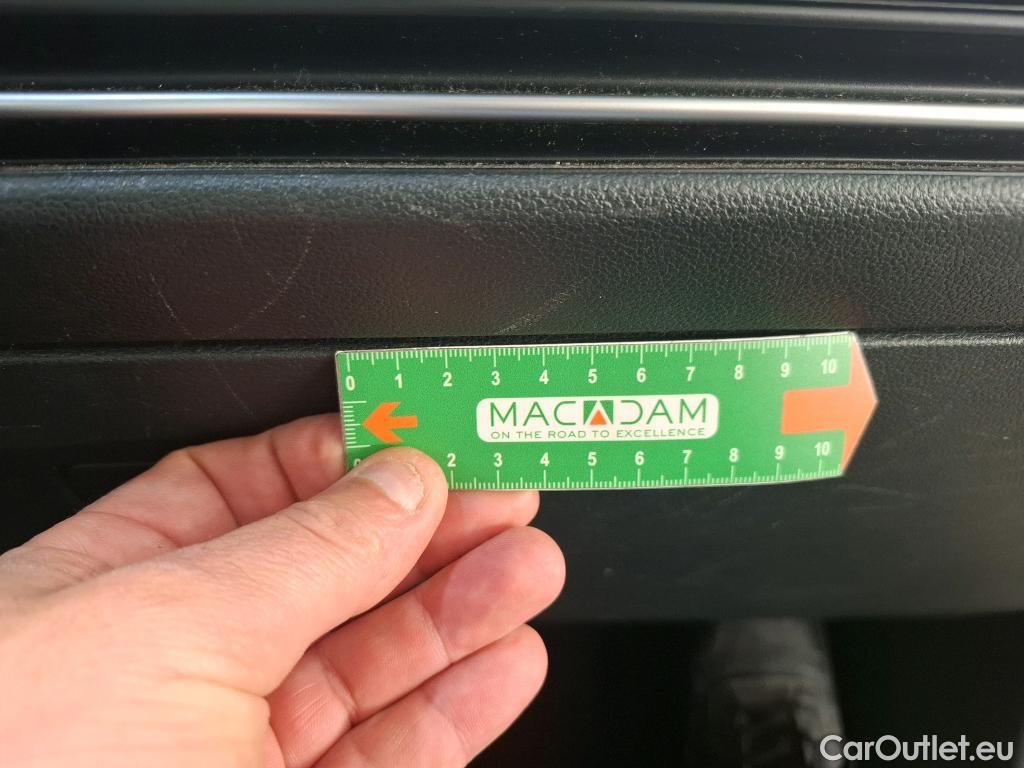 0 1 2 3 4 5 6 7 8 9 10
MACADAM
ON THE ROAD TO EXCELLENCE
2 3 4 5 6 7 8 9 10
CarOutlet.eu